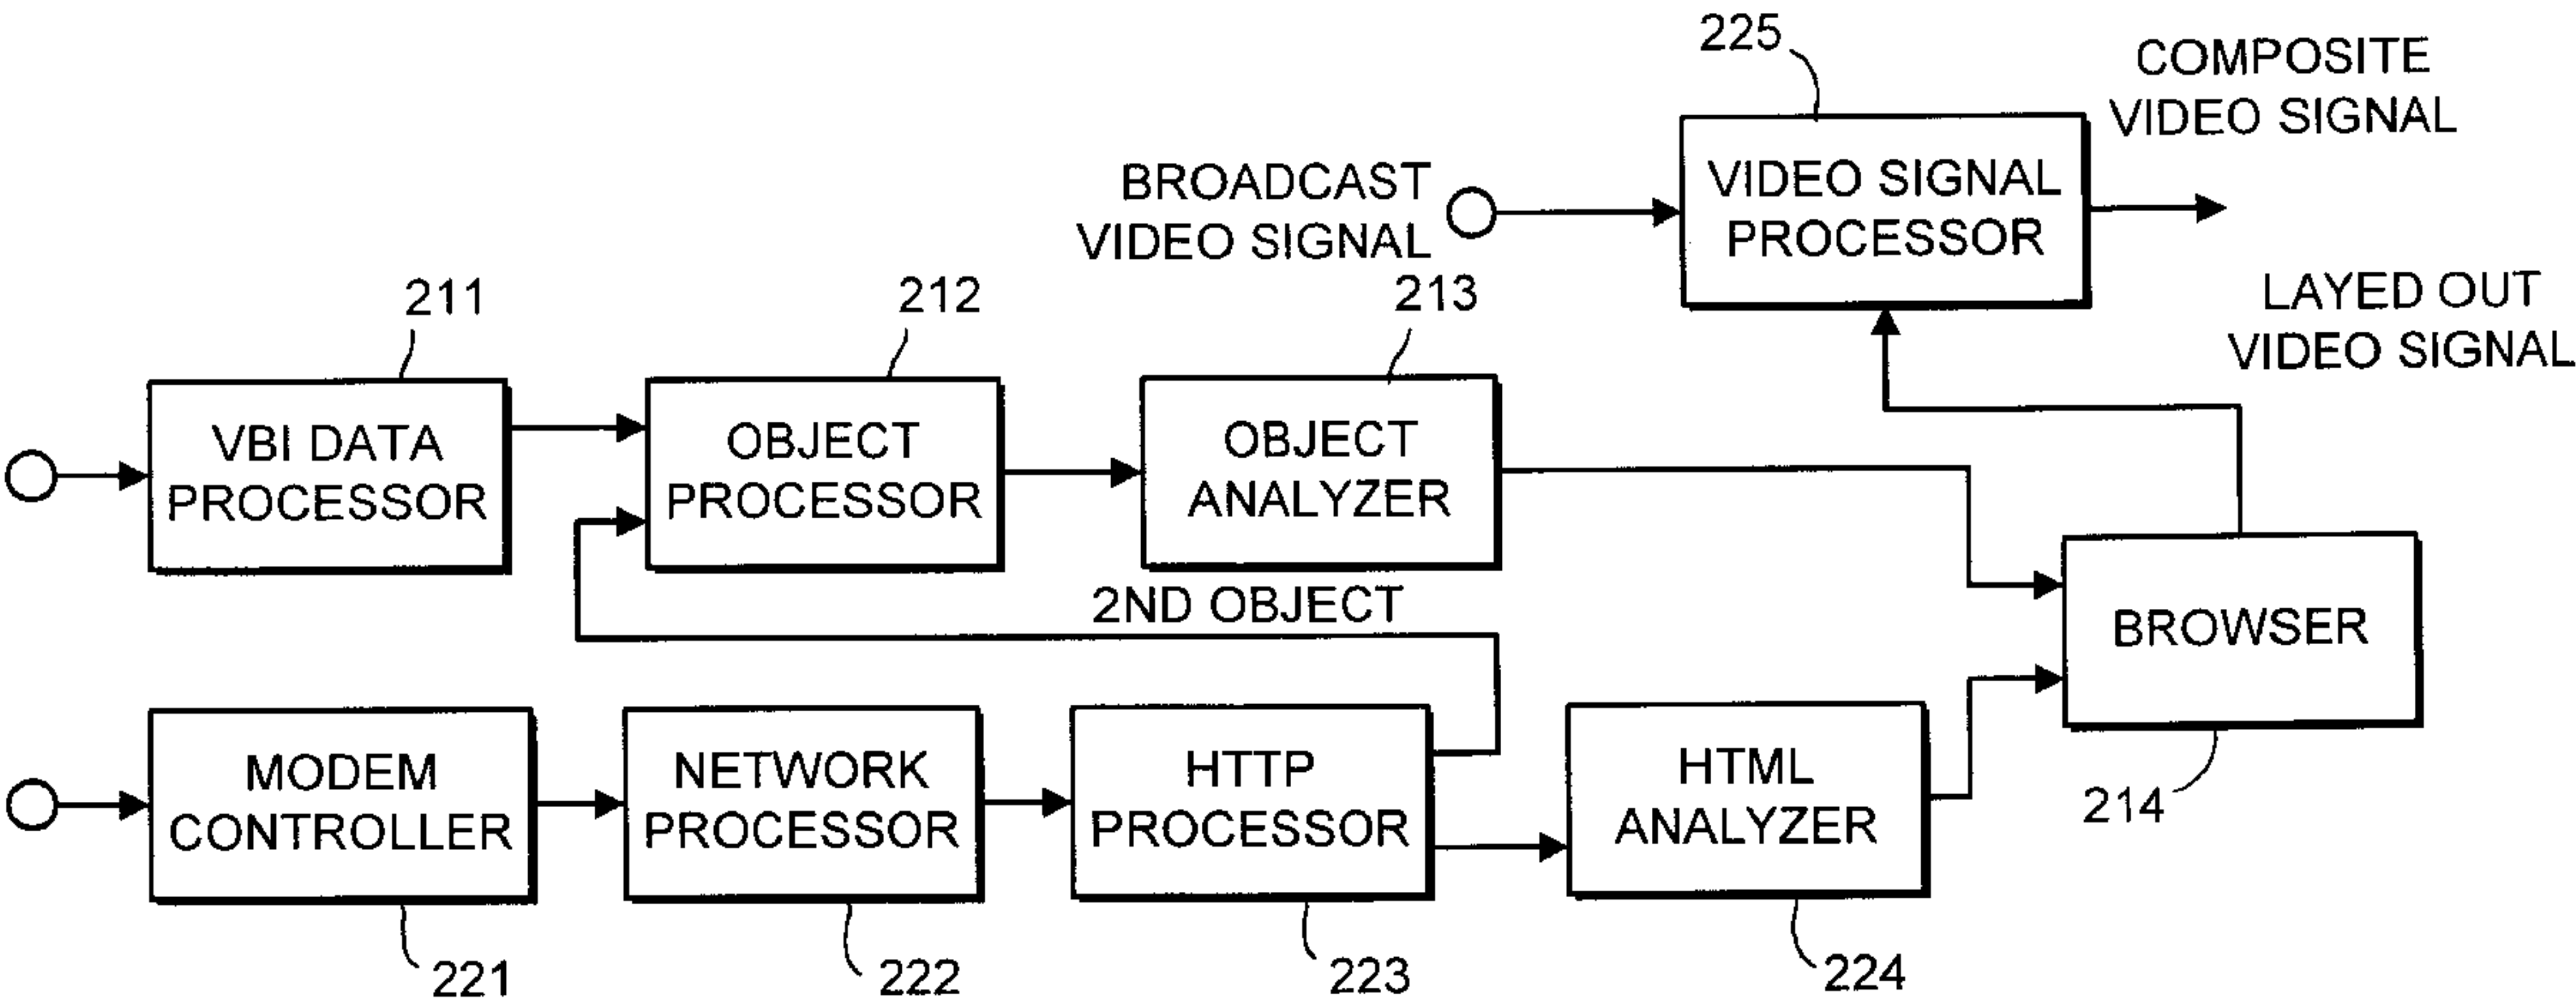 225
COMPOSITE
VIDEO SIGNAL
BROADCAST
VIDEO SIGNAL
VIDEO SIGNAL
PROCESSOR
LAYED OUT
VIDEO SIGNAL
211
212
213
VBI DATA
PROCESSOR
OBJECT
PROCESSOR
OBJECT
ANALYZER
2ND OBJECT
BROWSER
214
MODEM
CONTROLLER
NETWORK
PROCESSOR
HTTP
PROCESSOR
HTML
ANALYZER
221
222
223
224